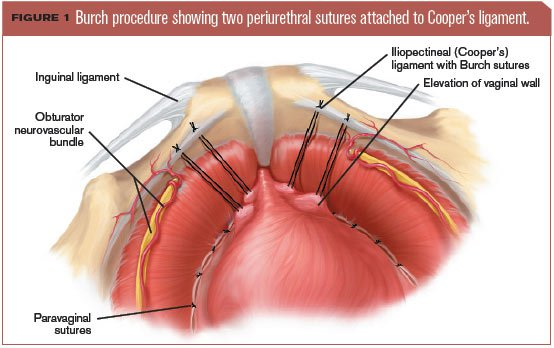 FIGURE 1 Burch procedure showing two periurethral sutures attached to Cooper's ligament.
Iliopectineal (Cooper's)
ligament with Burch sutures
Inguinal ligament
Elevation of vaginal wall
Obturator
neurovascular
bundle
Paravaginal
sutures